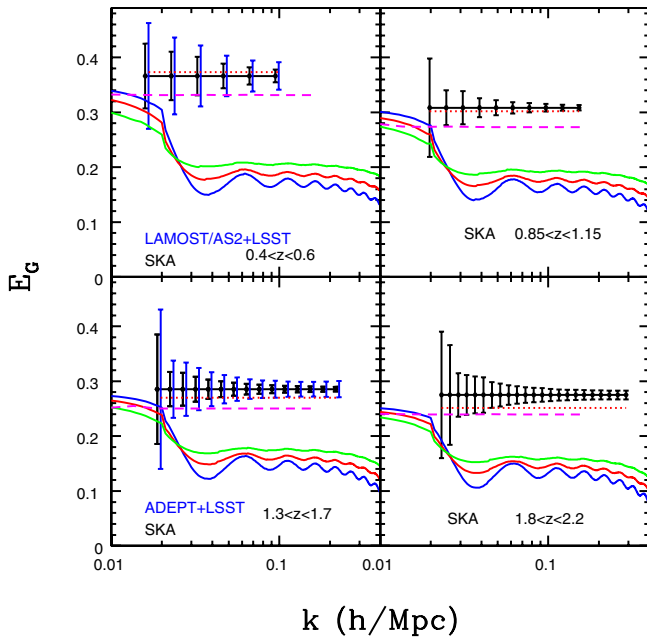 0.4
0.3
0.2
0.1
0
LAMOST/AS2+LSST
SKA
0.4<z<0.6
SKA
0.85<z<1.15
E_G
0.4
0.3
0.2
0.1
0
ADEPT+LSST
SKA
1.3<z<1.7
SKA
1.8<z<2.2
0.01
0.1
0.01
0.1
k (h/Mpc)